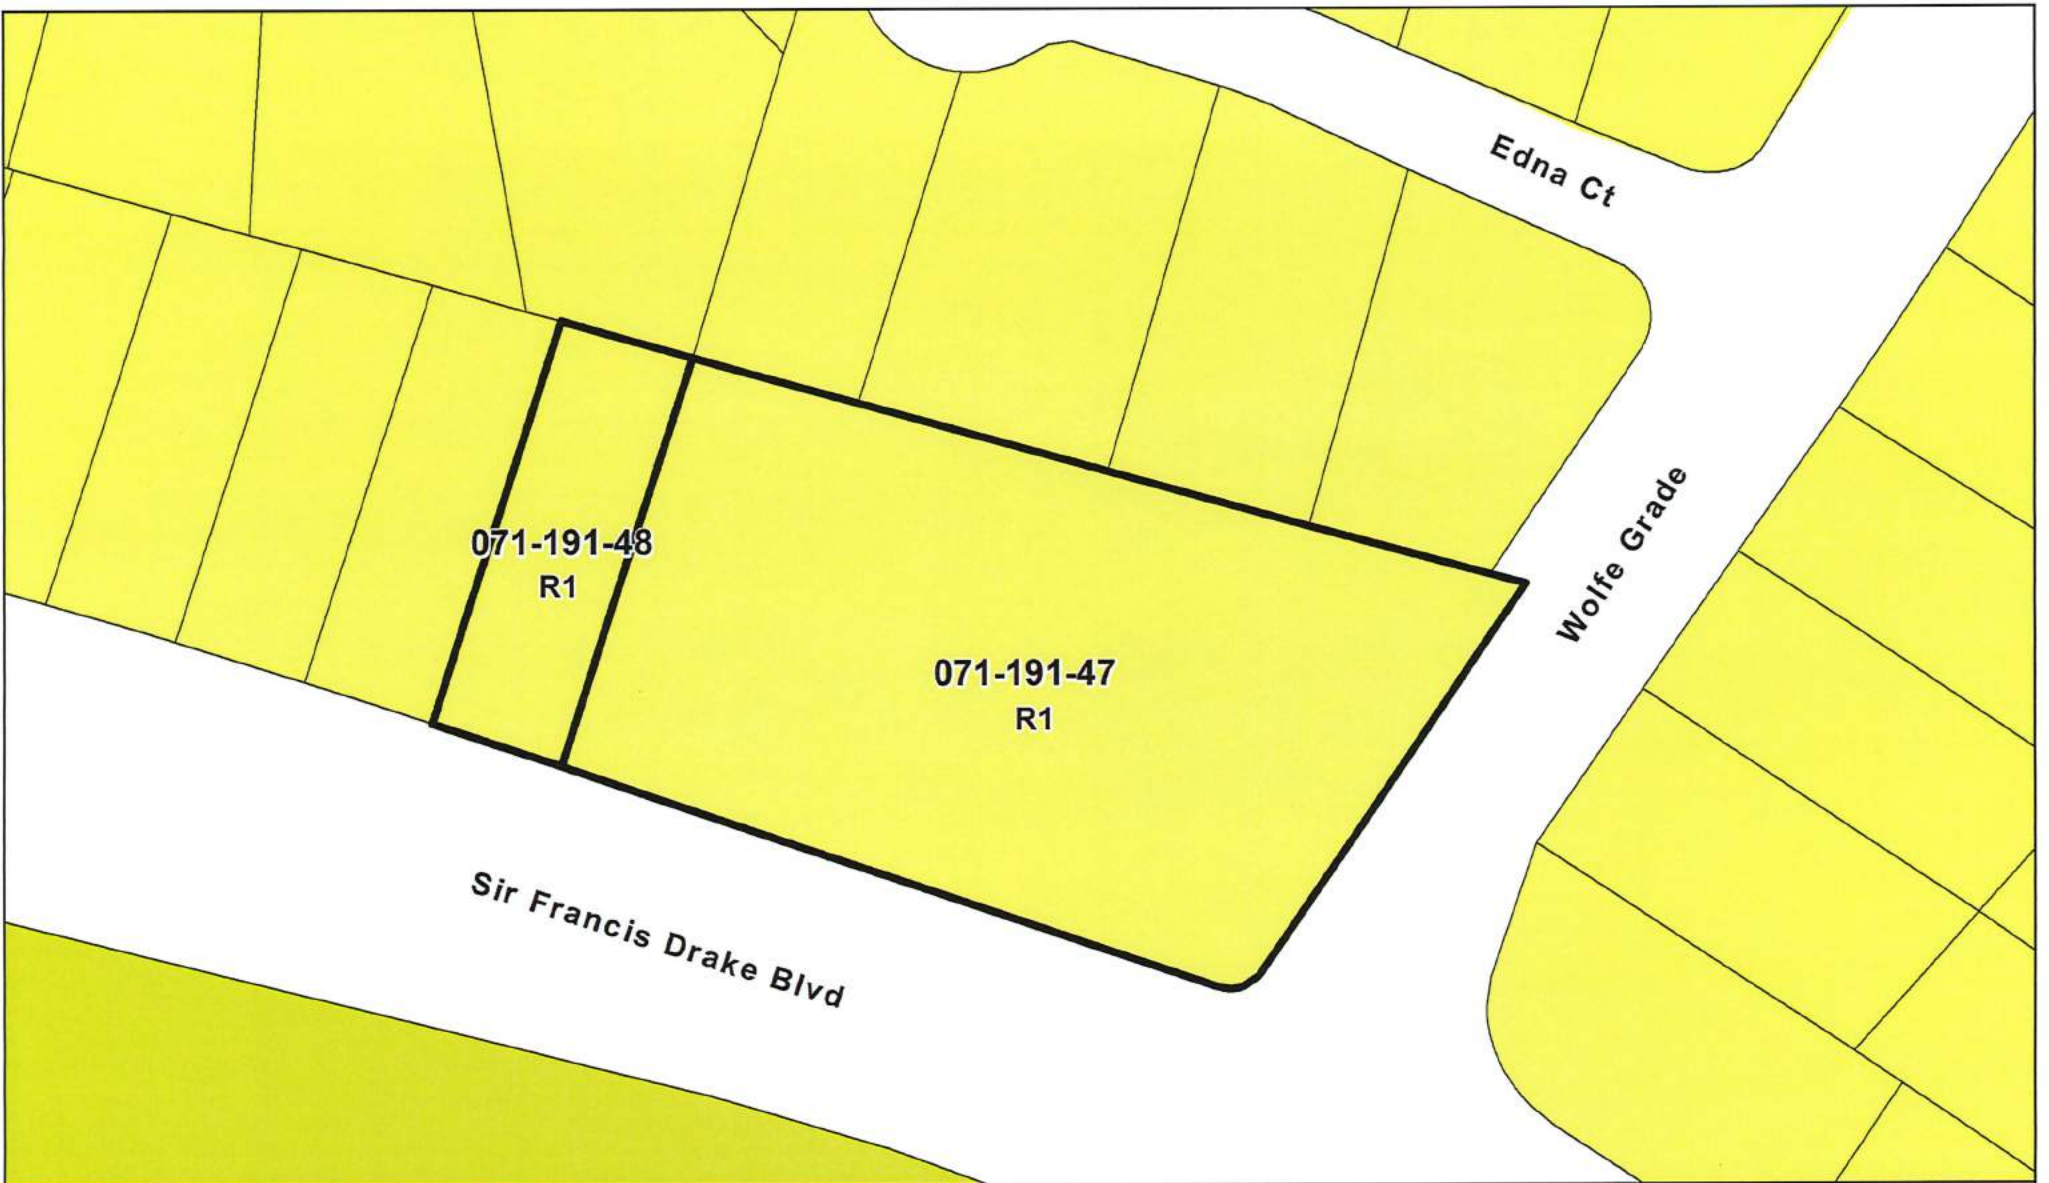 Edna Ct
Wolfe Grade
071-191-48
R1
071-191-47
R1
Sir Francis Drake Blvd